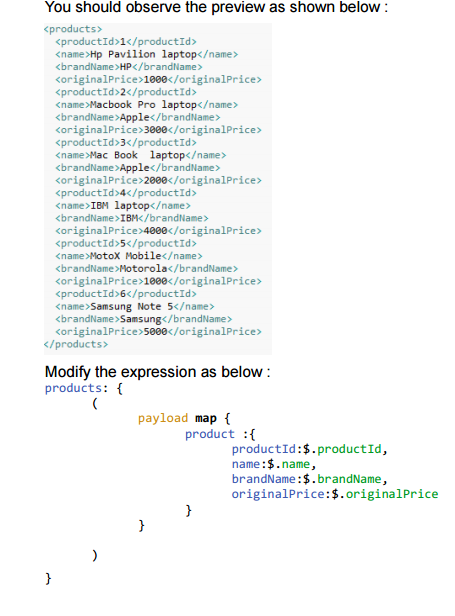 You should observe the preview as shown below :
<products>
<productId>1</productId>
<name>Hp Pavilion laptop</name>
<brandName>HP</brandName>
<originalPrice>1000</originalPrice>
<productId>2</productId>
<name>Macbook Pro laptop</name>
<brandName>Apple</brandName>
<originalPrice>3000</originalPrice>
<productId>3</productId>
<name>Mac Book  laptop</name>
<brandName>Apple</brandName>
<originalPrice>2000</originalPrice>
<productId>4</productId>
<name>IBM laptop</name>
<brandName>IBM</brandName>
<originalPrice>4000</originalPrice>
<productId>5</productId>
<name>MotoX Mobile</name>
<brandName>Motorola</brandName>
<originalPrice>1000</originalPrice>
<productId>6</productId>
<name>Samsung Note 5</name>
<brandName>Samsung</brandName>
<originalPrice>5000</originalPrice>
</products>
Modify the expression as below :
products: {
(
payload map {
product :{
productId:$.productId,
name:$.name,
brandName:$.brandName,
originalPrice:$.originalPrice
}
}
)
}